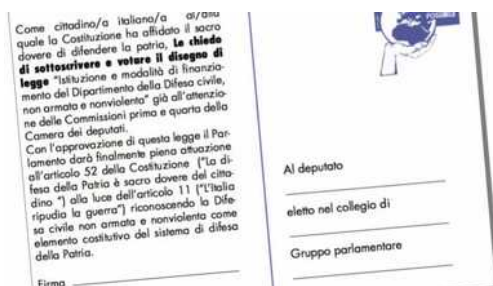 Come cittadino/a italiano/a al/alla
quale la Costituzione ha affidato il sacro
dovere di difendere la patria, Le chiedo
di sottoscrivere e votare il disegno di
legge "Istituzione e modalità di finanzia-
mento del Dipartimento della Difesa civile,
non armata e nonviolenta" già all'attenzio-
ne delle Commissioni prima e quarta della
Camera dei deputati.
Con l'approvazione di questa legge il Par-
lamento darà finalmente piena attuazione
all'articolo 52 della Costituzione ("La di-
fesa della Patria è sacro dovere del citta-
dino ") alla luce dell'articolo 11 ("L'Italia
ripudia la guerra") riconoscendo la Dife-
sa civile non armata e nonviolenta come
elemento costitutivo del sistema di difesa
della Patria.
Firma
POSSIBILE
Al deputato
eletto nel collegio di
Gruppo parlamentare